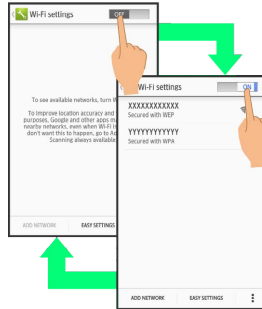 Wi-Fi settings
OFF
To see available networks, turn W
To improve location accuracy and
purposes, Google and other apps m
nearby networks, even when Wi-Fi is
don't want this to happen, go to Ad
Scanning always available
ADD NETWORK
EASY SETTINGS
Wi-Fi settings
ON
XXXXXXXXXXXX
Secured with WEP
YYYYYYYYYYYY
Secured with WPA
ADD NETWORK
EASY SETTINGS